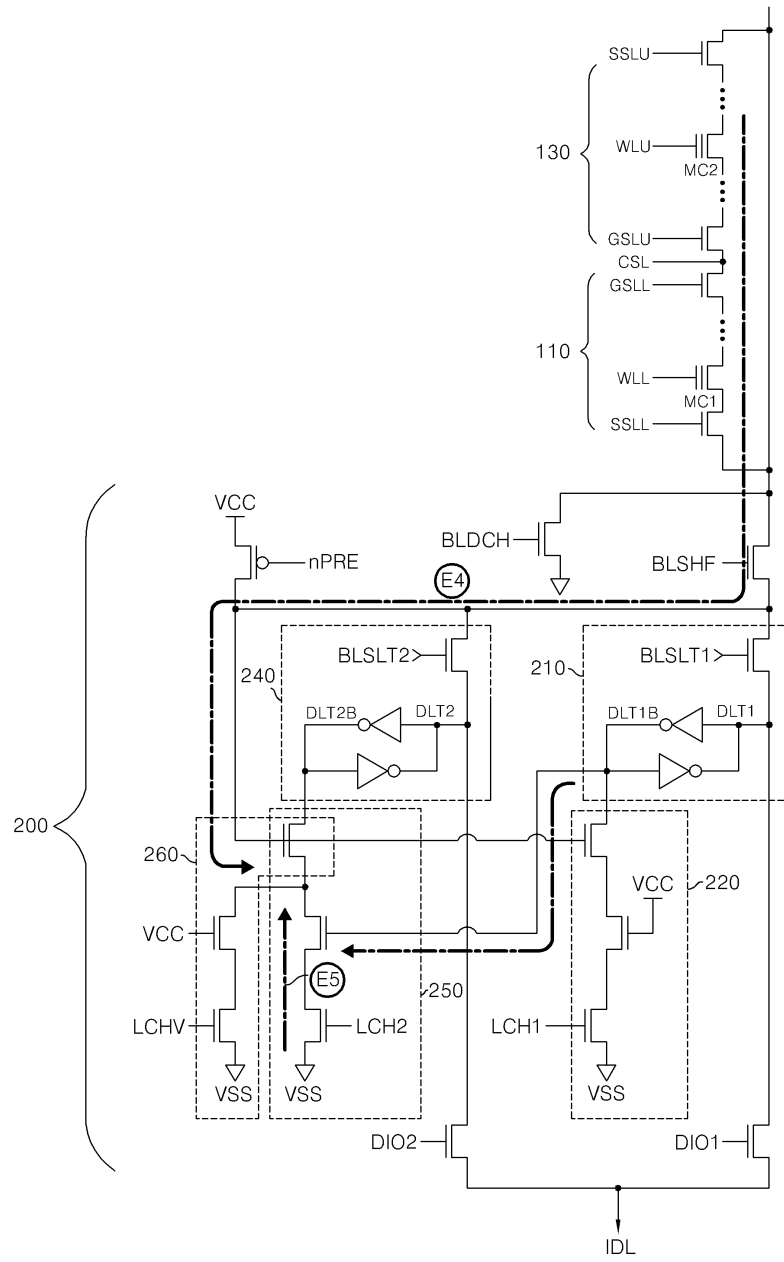 SSLU
130
WLU
MC2
GSLU
CSL
GSLL
110
WLL
MC1
SSLL
VCC
BLDCH
nPRE
BLSHF
E4
BLSLT2
BLSLT1
240
210
DLT2B
DLT2
DLT1B
DLT1
200
260
VCC
220
VCC
E5
250
LCHV
LCH2
LCH1
VSS
VSS
VSS
DIO2
DIO1
IDL